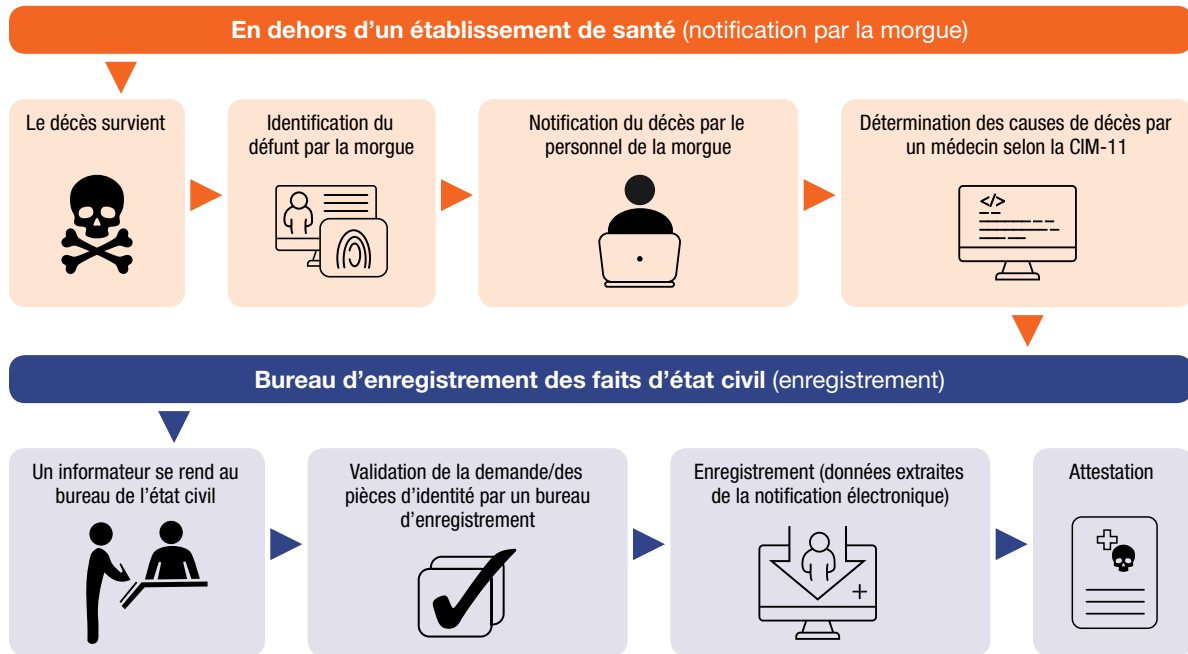 En dehors d'un établissement de santé (notification par la morgue)
Le décès survient
Identification du
défunt par la morgue
Notification du décès par le
personnel de la morgue
Détermination des causes de décès par
un médecin selon la CIM-11
</>
Bureau d'enregistrement des faits d'état civil (enregistrement)
Un informateur se rend au
bureau de l'état civil
Validation de la demande/des
pièces d'identité par un bureau
d'enregistrement
Enregistrement (données extraites
de la notification électronique)
Attestation